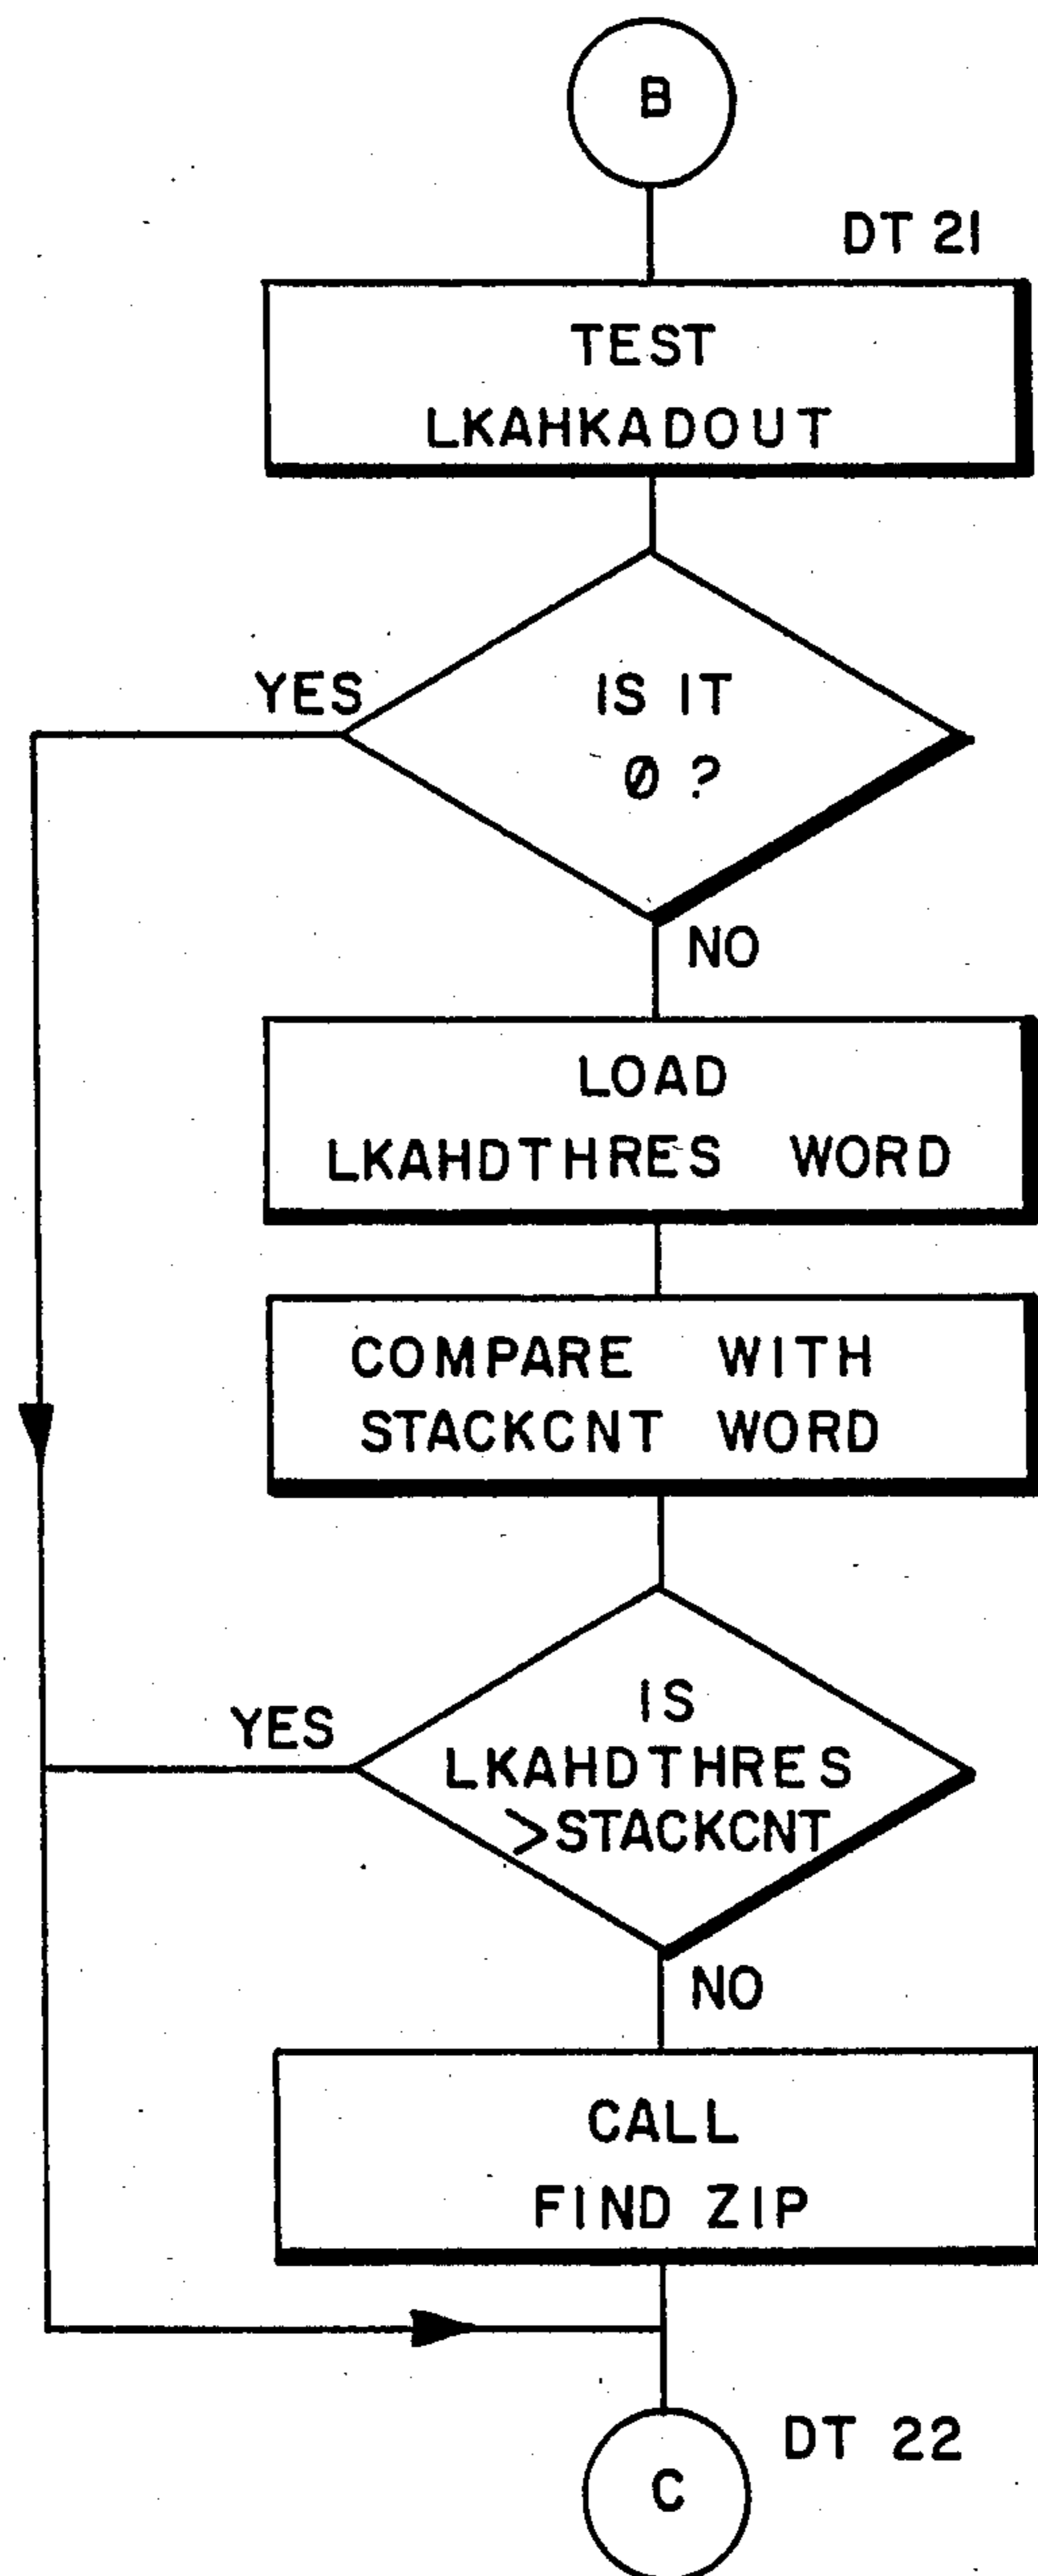 B
DT 21
TEST
LKAHKADOUT
YES
IS IT
Ø ?
NO
LOAD
LKAHDTHRES WORD
COMPARE WITH
STACKCNT WORD
YES
IS
LKAHDTHRES
>STACKCNT
NO
CALL
FIND ZIP
DT 22
C